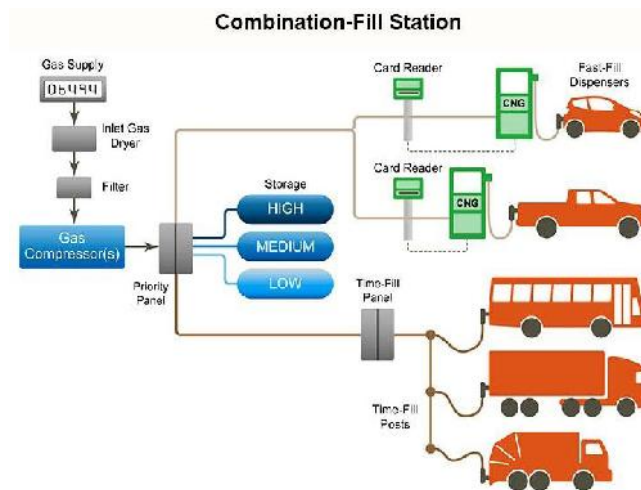 Combination-Fill Station
Gas Supply
06494
Inlet Gas
Dryer
Filter
Gas
Compressor(s)
Priority
Panel
Storage
HIGH
MEDIUM
LOW
Card Reader
CNG
Fast-Fill
Dispensers
Card Reader
CNG
Time-Fill
Panel
Time-Fill
Posts